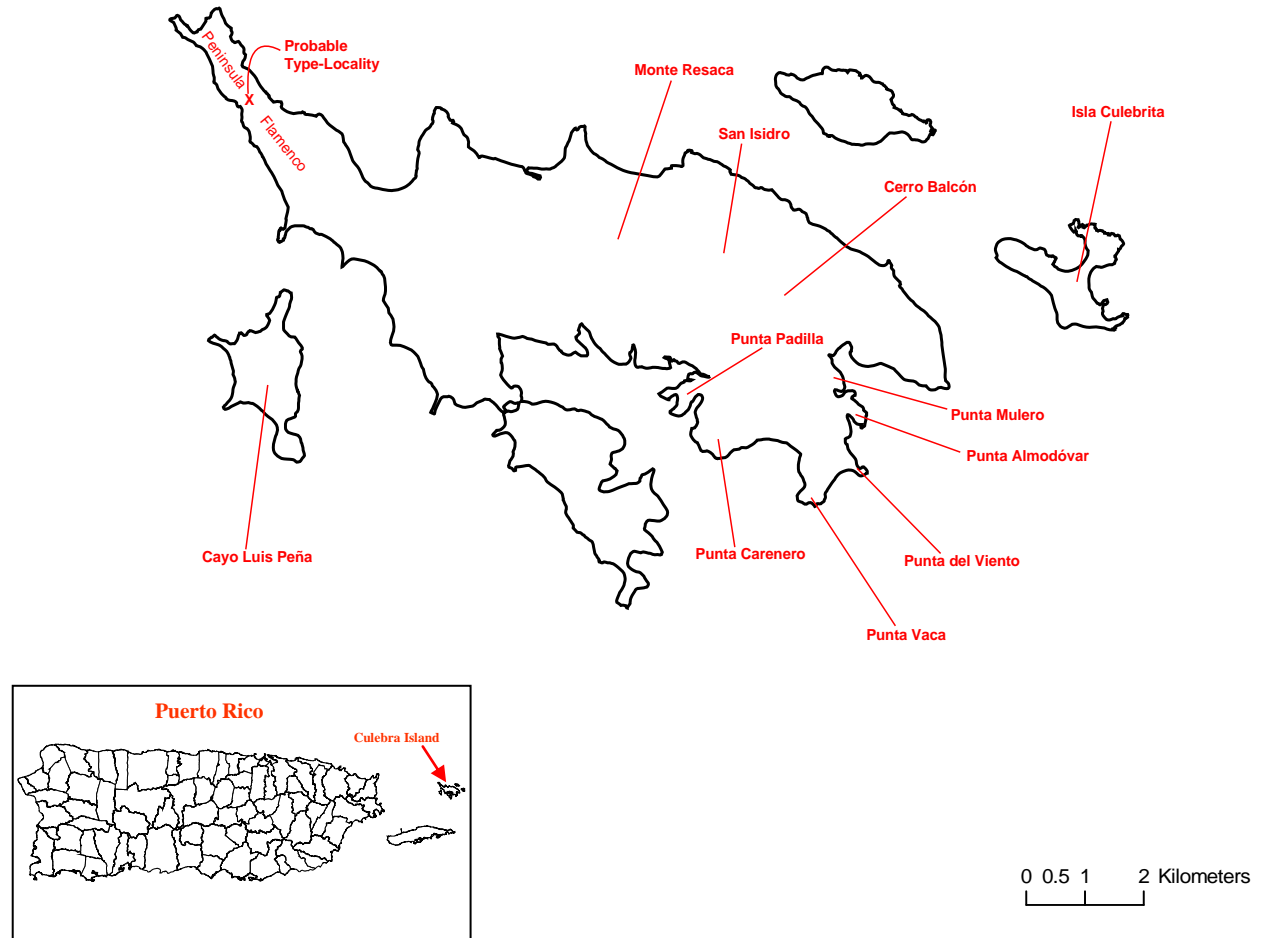 Peninsula
Flamenco
X
Probable
Type-Locality
Monte Resaca
San Isidro
Isla Culebrita
Cerro Balcón
Punta Padilla
Punta Mulero
Punta Almodóvar
Cayo Luis Peña
Punta Carenero
Punta del Viento
Punta Vaca
Puerto Rico
Culebra Island
0 0.5 1 2 Kilometers